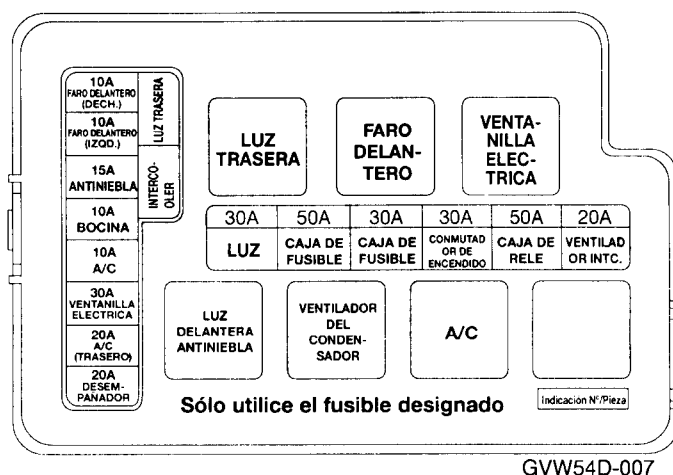 10A
FARO DELANTERO
(DECH.)
10A
FARO DELANTERO
(IZQD.)
15A
ANTINIEBLA
10A
BOCINA
10A
A/C
30A
VENTANILLA
ELECTRICA
20A
A/C
(TRASERO)
20A
DESEM-
PAÑADOR
LUZ TRASERA
INTERCO-
OLER
LUZ
TRASERA
FARO
DELAN-
TERO
VENTA-
NILLA
ELEC-
TRICA
30A 50A 30A 30A 50A 20A
LUZ
CAJA DE
FUSIBLE
CAJA DE
FUSIBLE
CONMUTAD
OR DE
ENCENDIDO
CAJA DE
RELE
VENTILAD
OR INTC.
LUZ
DELANTERA
ANTINIEBLA
VENTILADOR
DEL
CONDEN-
SADOR
A/C
Sólo utilice el fusible designado
Indicación Nº/Pieza
GVW54D-007